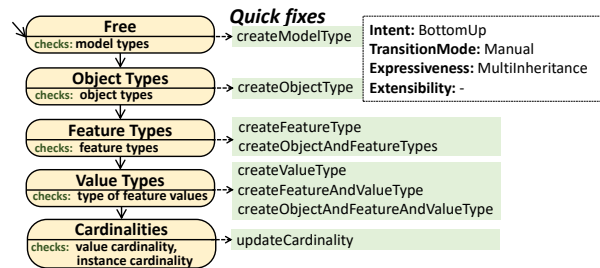 Quick fixes
Free
checks: model types
createModelType
Intent: BottomUp
TransitionMode: Manual
Expressiveness: MultiInheritance
Extensibility: -
Object Types
checks: object types
createObjectType
Feature Types
checks: feature types
createFeatureType
createObjectAndFeatureTypes
Value Types
checks: type of feature values
createValueType
createFeatureAndValueType
createObjectAndFeatureAndValueType
Cardinalities
checks: value cardinality,
instance cardinality
updateCardinality